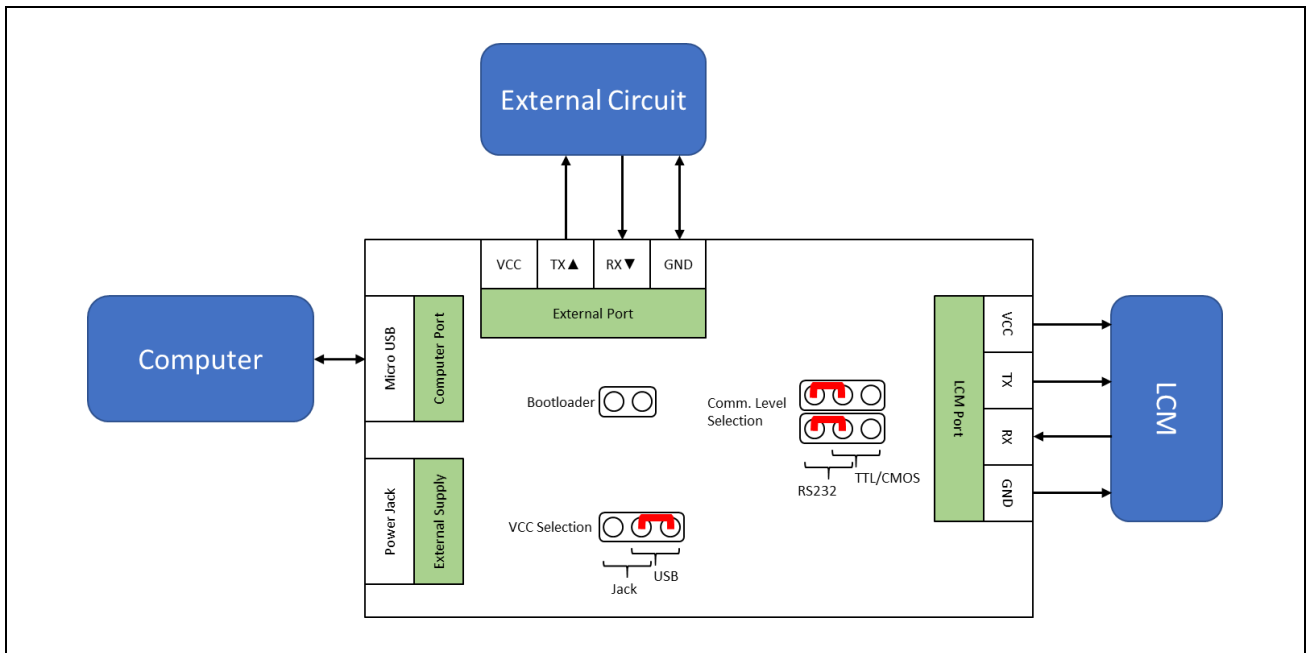 External Circuit
VCC
TX▲
RX▼
GND
External Port
Computer
Micro USB
Computer Port
LCM Port
VCC
TX
RX
GND
LCM
Bootloader
Comm. Level
Selection
RS232
TTL/CMOS
Power Jack
External Supply
VCC Selection
Jack
USB